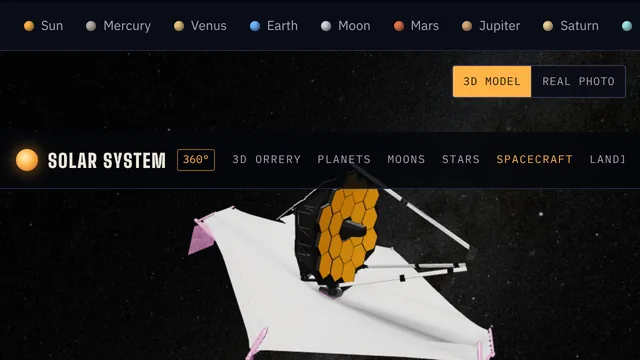 Sun Mercury Venus Earth Moon Mars Jupiter Saturn
3D MODEL REAL PHOTO
SOLAR SYSTEM 360° 3D ORRERY PLANETS MOONS STARS SPACECRAFT